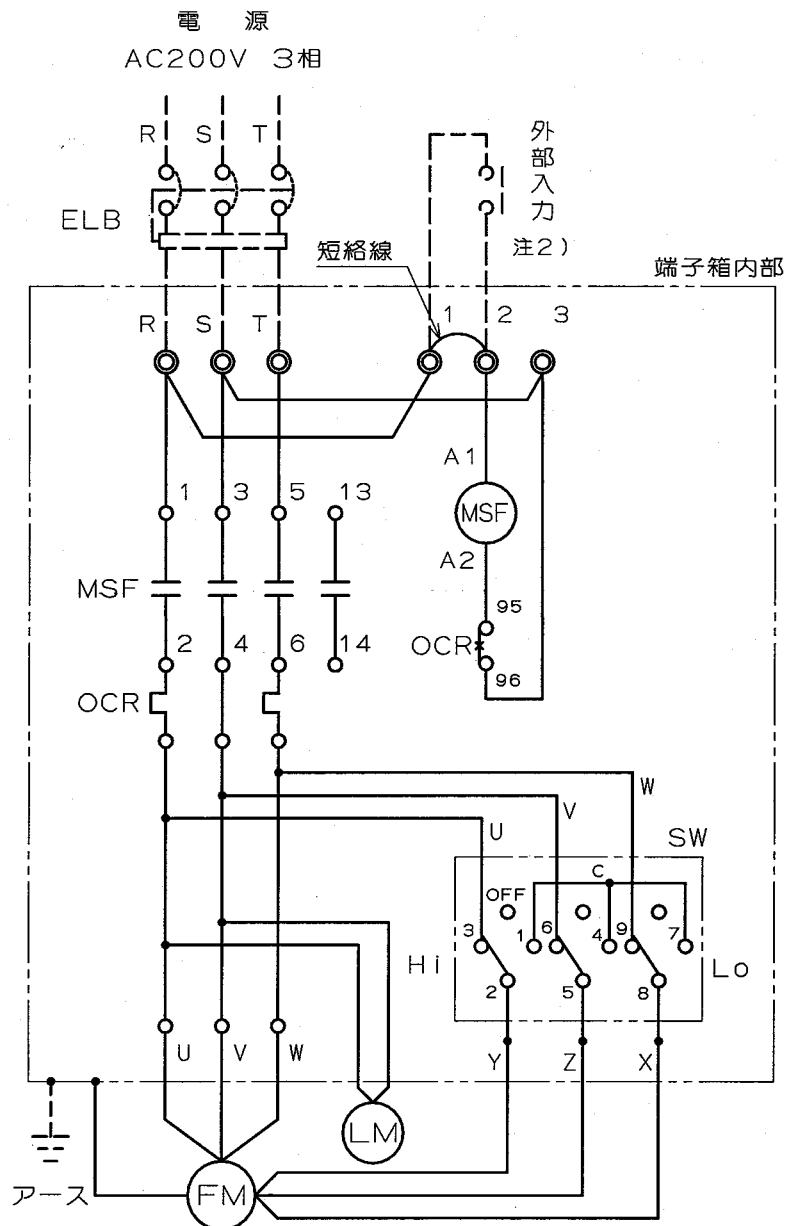 電 源
AC200V 3相
R S T
外部入力
ELB
注2)
短絡線
端子箱内部
R S T 1 2 3
A1
1 3 5 13
MSF
A2
MSF
95
2 4 6 14
OCR
96
OCR
W
V
U
SW
C
OFF
3 1 6 4 9 7
Hi
Lo
2 5 8
U V W
Y Z X
LM
アース
FM